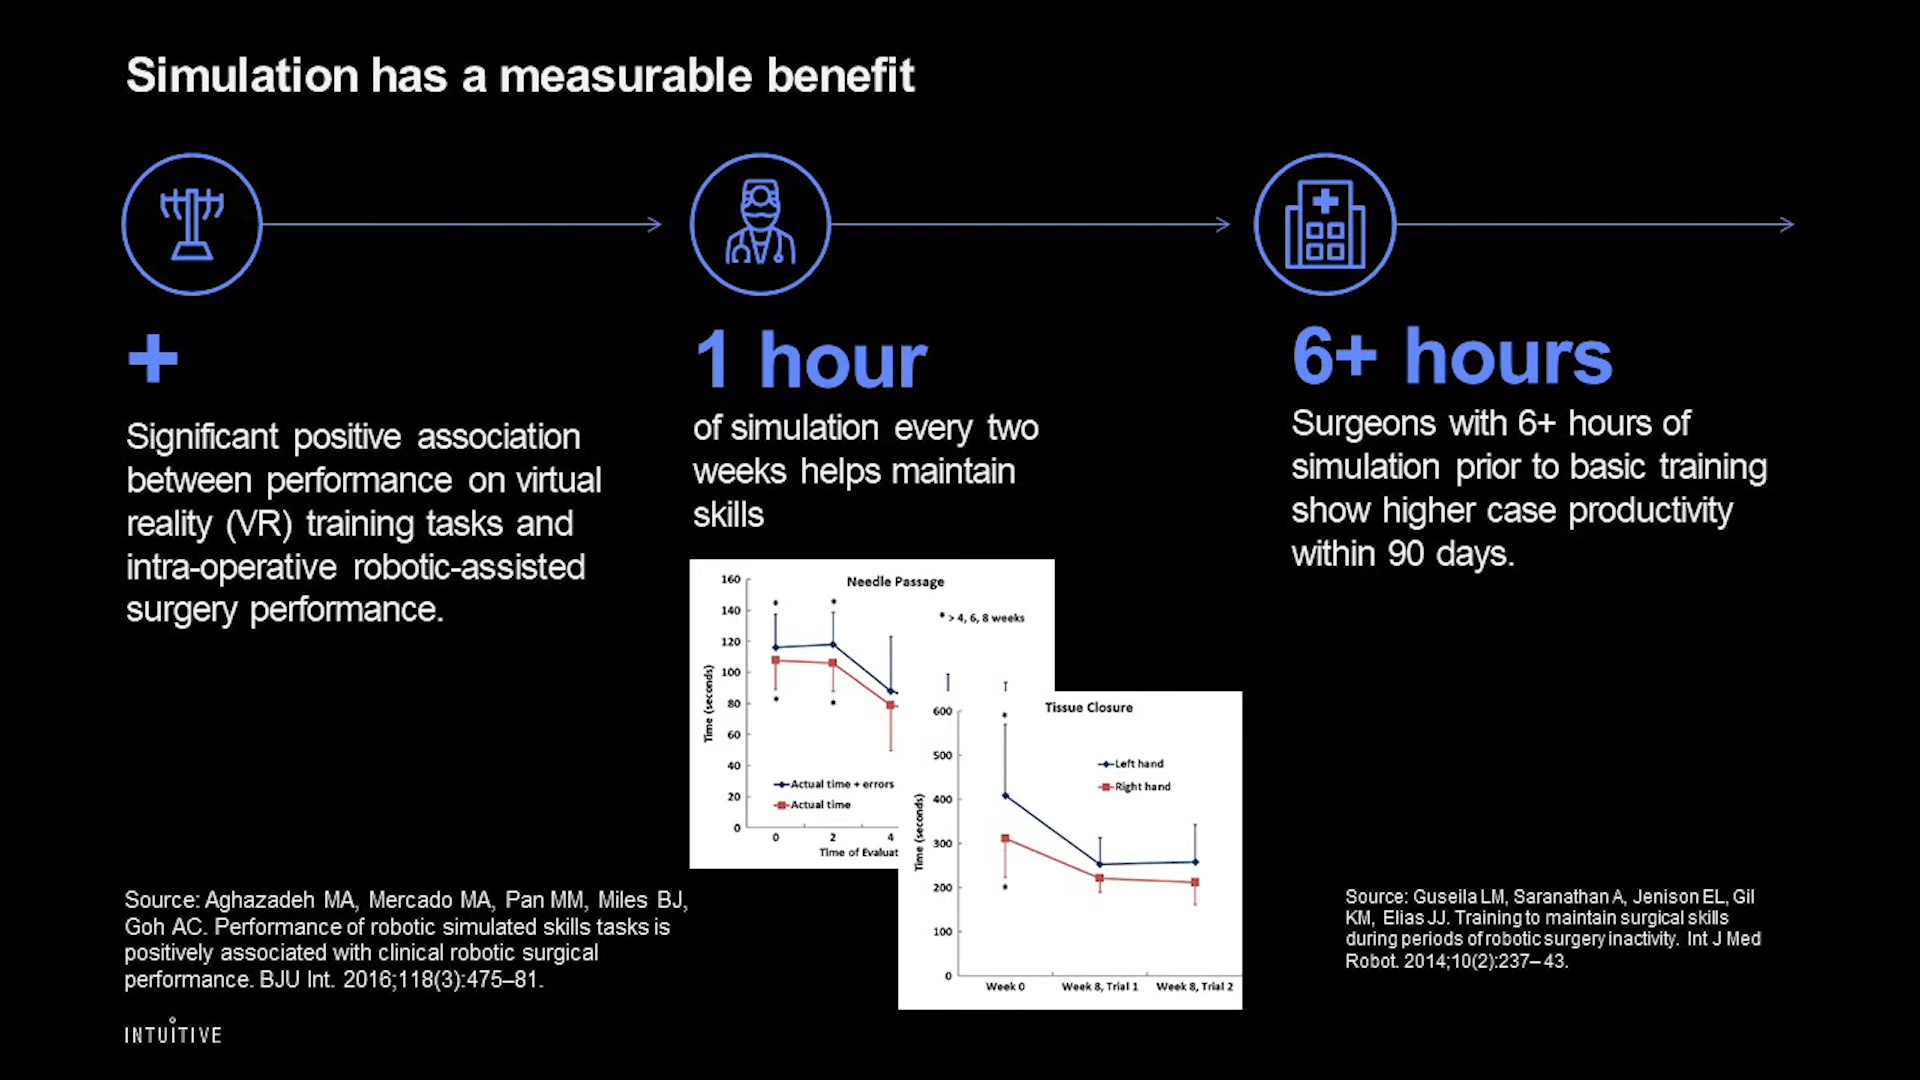 Simulation has a measurable benefit
+
Significant positive association
between performance on virtual
reality (VR) training tasks and
intra-operative robotic-assisted
surgery performance.
1 hour
of simulation every two
weeks helps maintain
skills
6+ hours
Surgeons with 6+ hours of
simulation prior to basic training
show higher case productivity
within 90 days.
Needle Passage
* > 4, 6, 8 weeks
Time (seconds)
160
140
120
100
80
60
40
20
0
Actual time + errors
Actual time
0 2 4
Time of Evaluat
Tissue Closure
Time (seconds)
600
500
400
300
200
100
0
Left hand
Right hand
Week 0 Week 8, Trial 1 Week 8, Trial 2
Source: Aghazadeh MA, Mercado MA, Pan MM, Miles BJ,
Goh AC. Performance of robotic simulated skills tasks is
positively associated with clinical robotic surgical
performance. BJU Int. 2016;118(3):475–81.
Source: Guseila LM, Saranathan A, Jenison EL, Gil
KM, Elias JJ. Training to maintain surgical skills
during periods of robotic surgery inactivity. Int J Med
Robot. 2014;10(2):237–43.
INTUITIVE